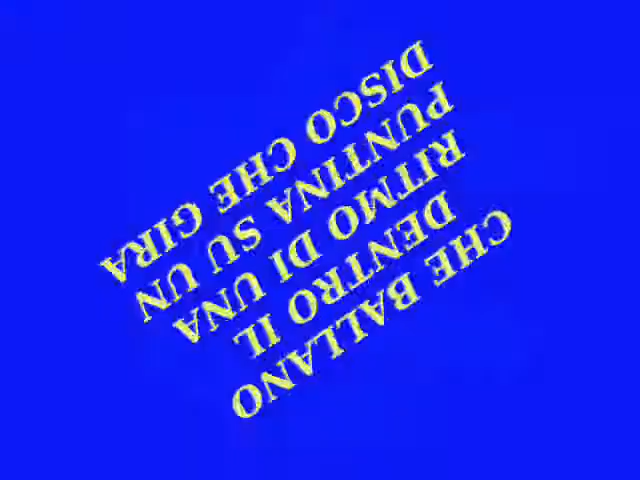 CHE BALLANO
DENTRO IL
RITMO DI UNA
PUNTINA SU UN
DISCO CHE GIRA